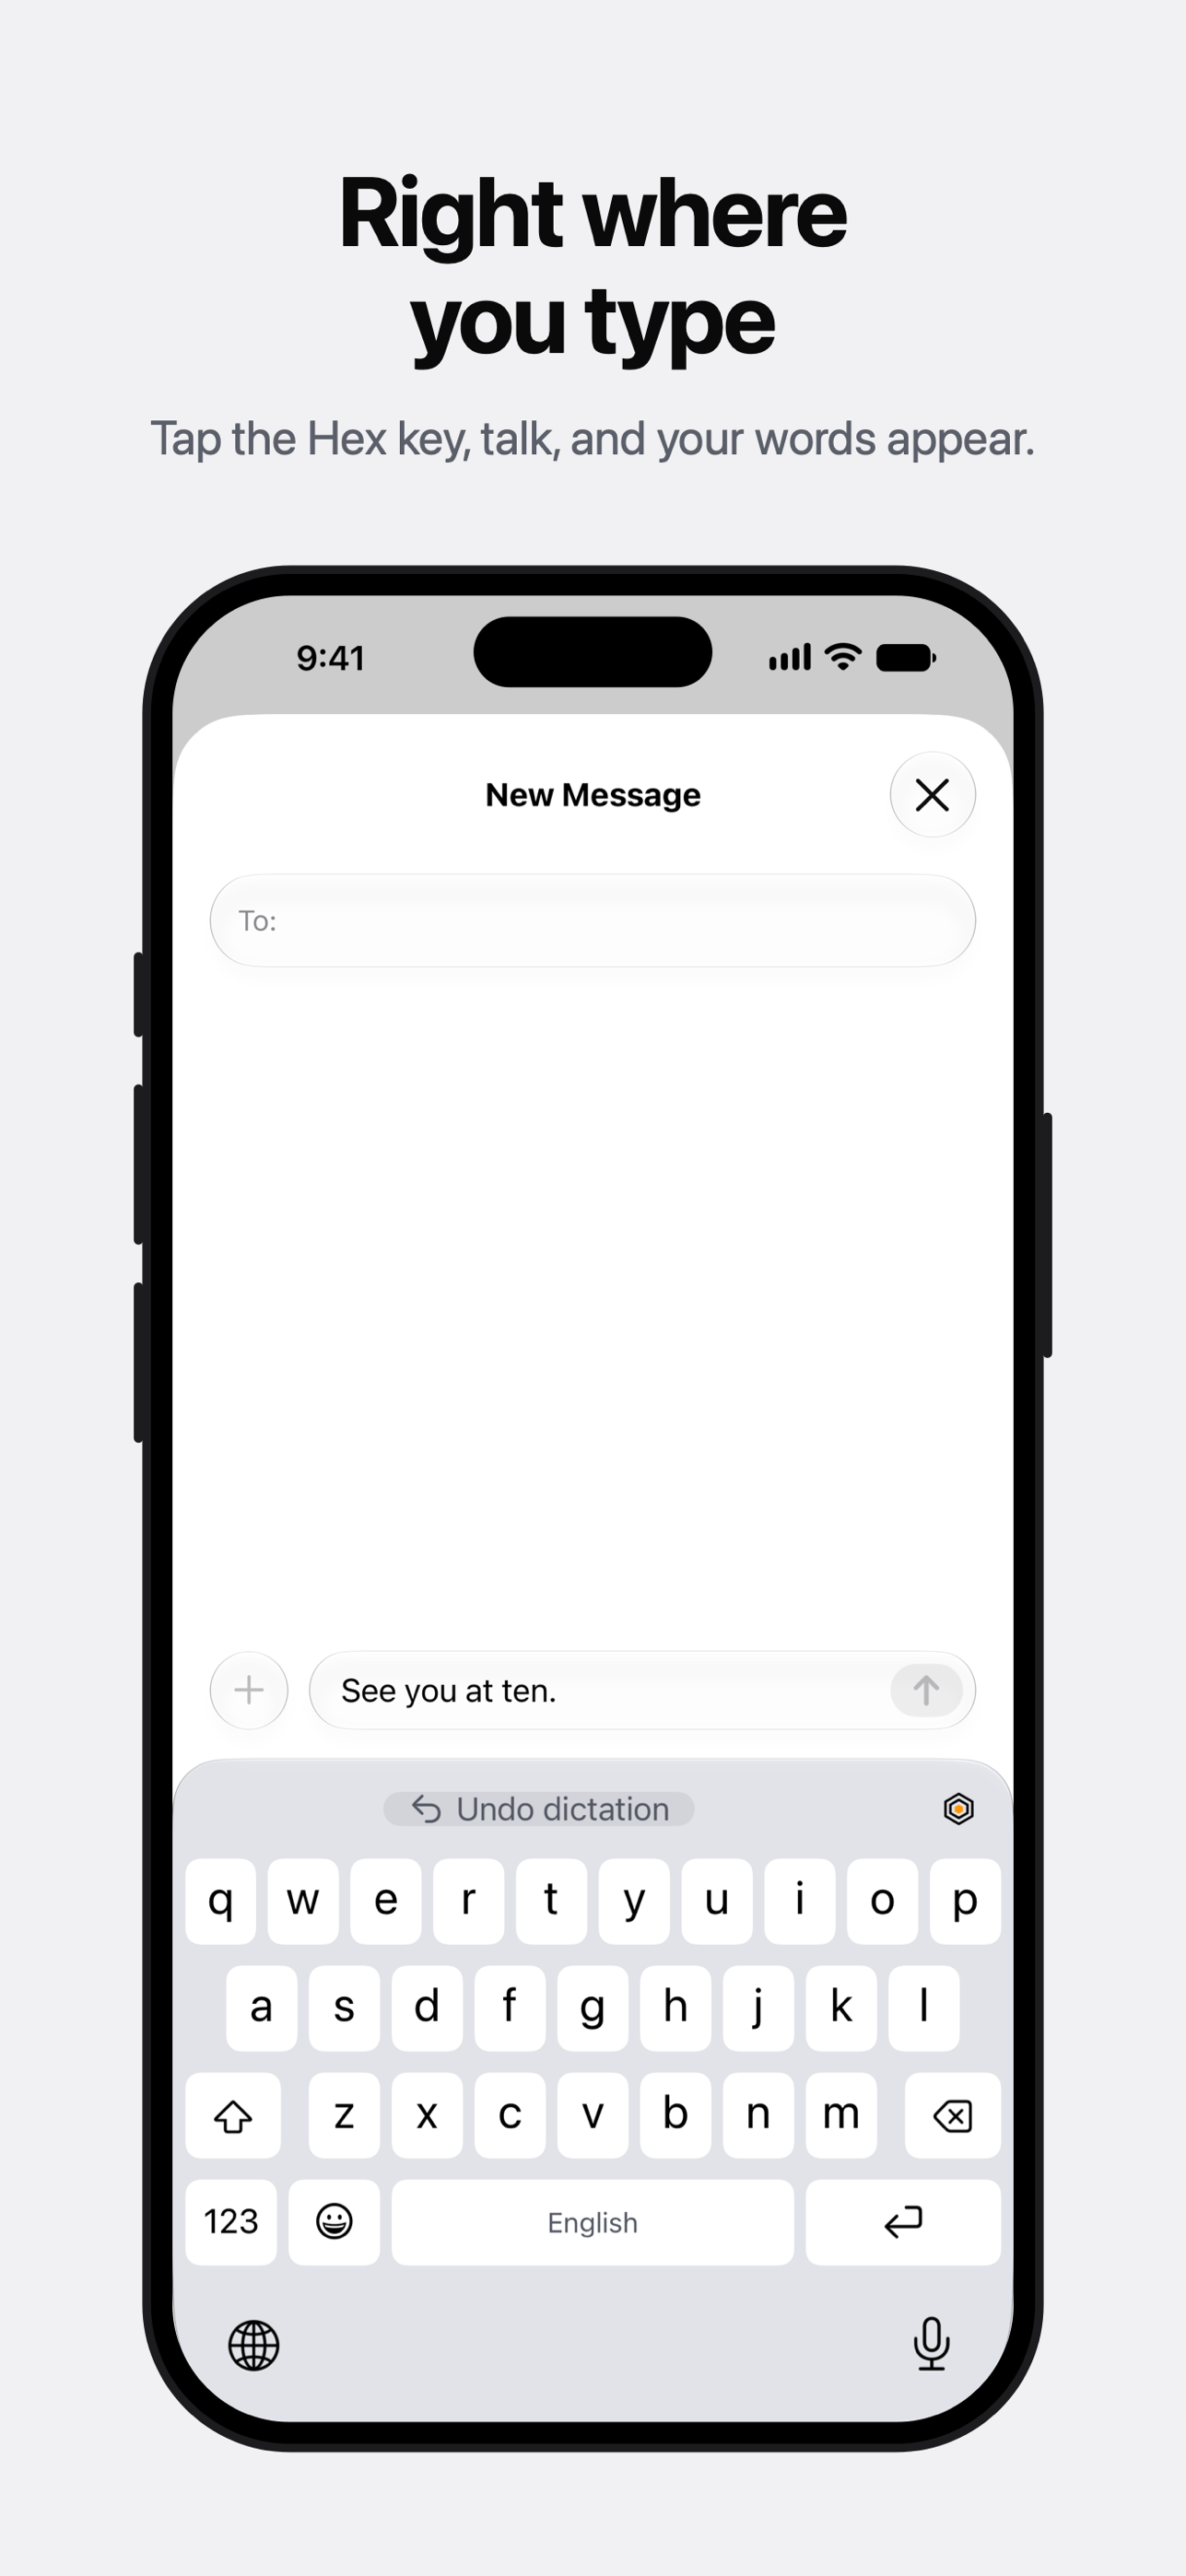 Right where
you type
Tap the Hex key, talk, and your words appear.
9:41
New Message
To:
See you at ten.
Undo dictation
q w e r t y u i o p
a s d f g h j k l
z x c v b n m
123 English